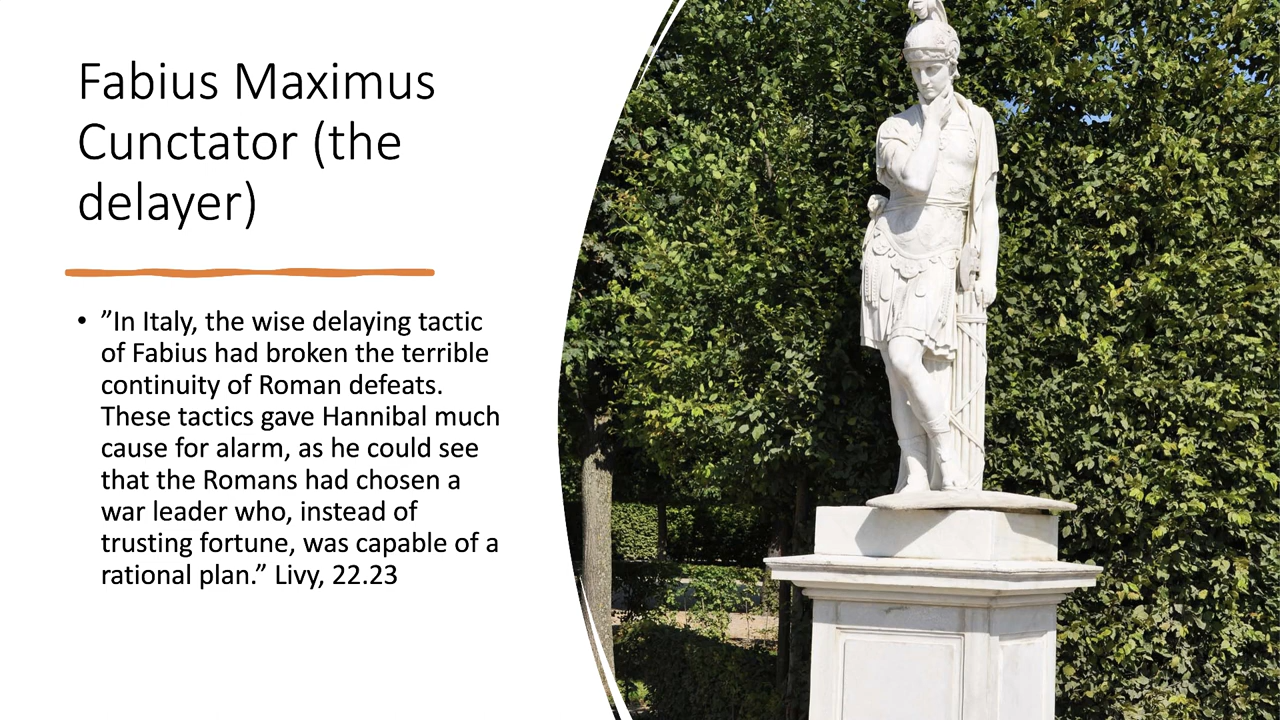 Fabius Maximus
Cunctator (the
delayer)
• ”In Italy, the wise delaying tactic
of Fabius had broken the terrible
continuity of Roman defeats.
These tactics gave Hannibal much
cause for alarm, as he could see
that the Romans had chosen a
war leader who, instead of
trusting fortune, was capable of a
rational plan.” Livy, 22.23